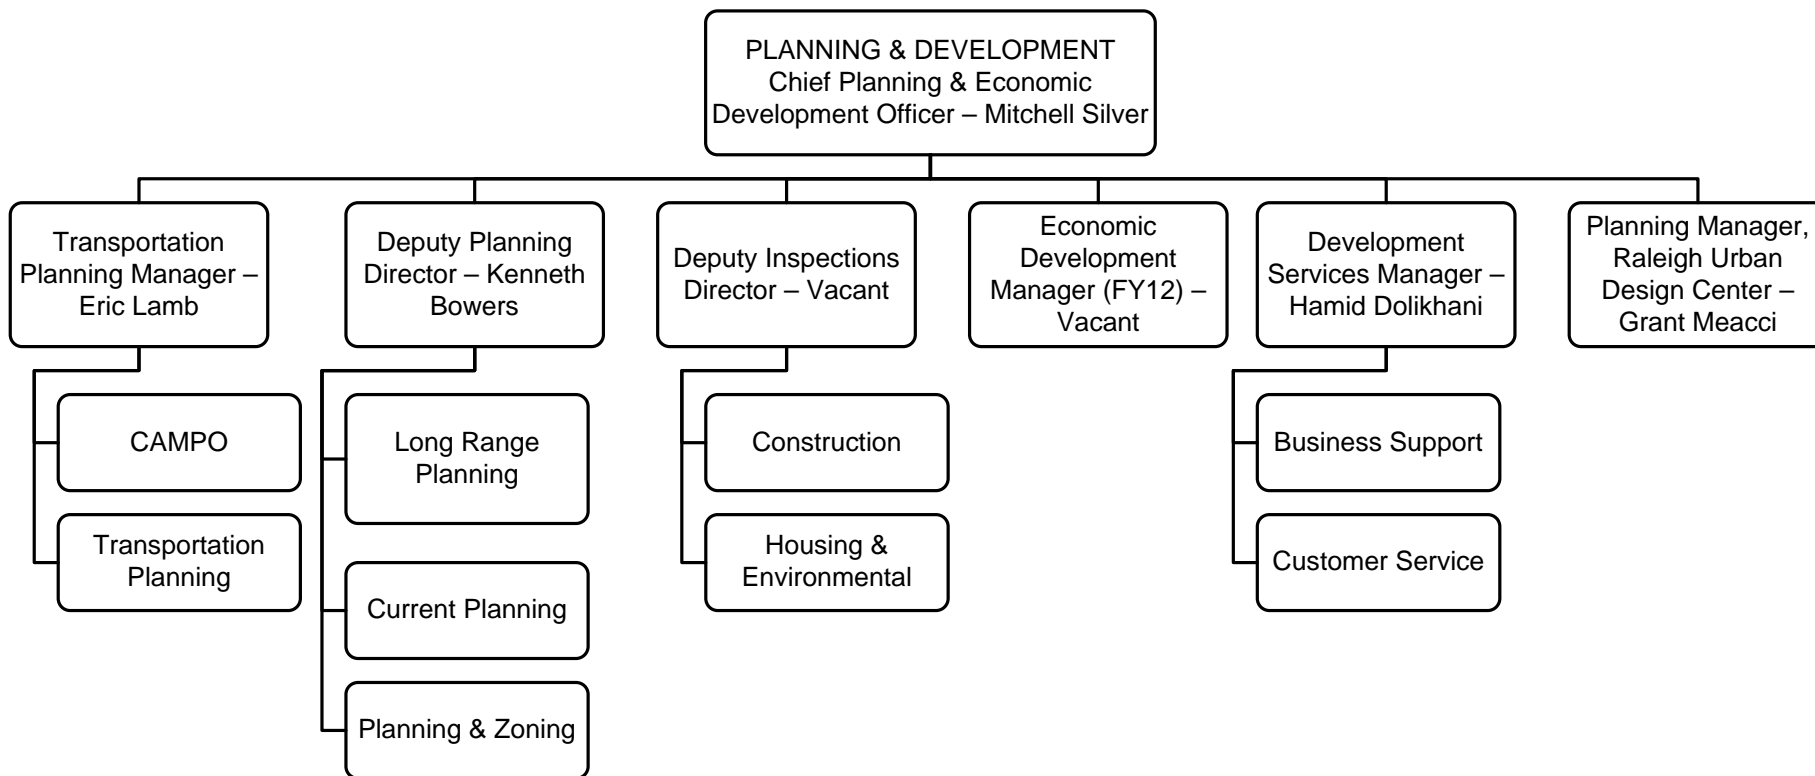 PLANNING & DEVELOPMENT
Chief Planning & Economic
Development Officer – Mitchell Silver
Transportation
Planning Manager –
Eric Lamb
Deputy Planning
Director – Kenneth
Bowers
Deputy Inspections
Director – Vacant
Economic
Development
Manager (FY12) –
Vacant
Development
Services Manager –
Hamid Dolikhani
Planning Manager,
Raleigh Urban
Design Center –
Grant Meacci
CAMPO
Transportation
Planning
Long Range
Planning
Current Planning
Planning & Zoning
Construction
Housing &
Environmental
Business Support
Customer Service